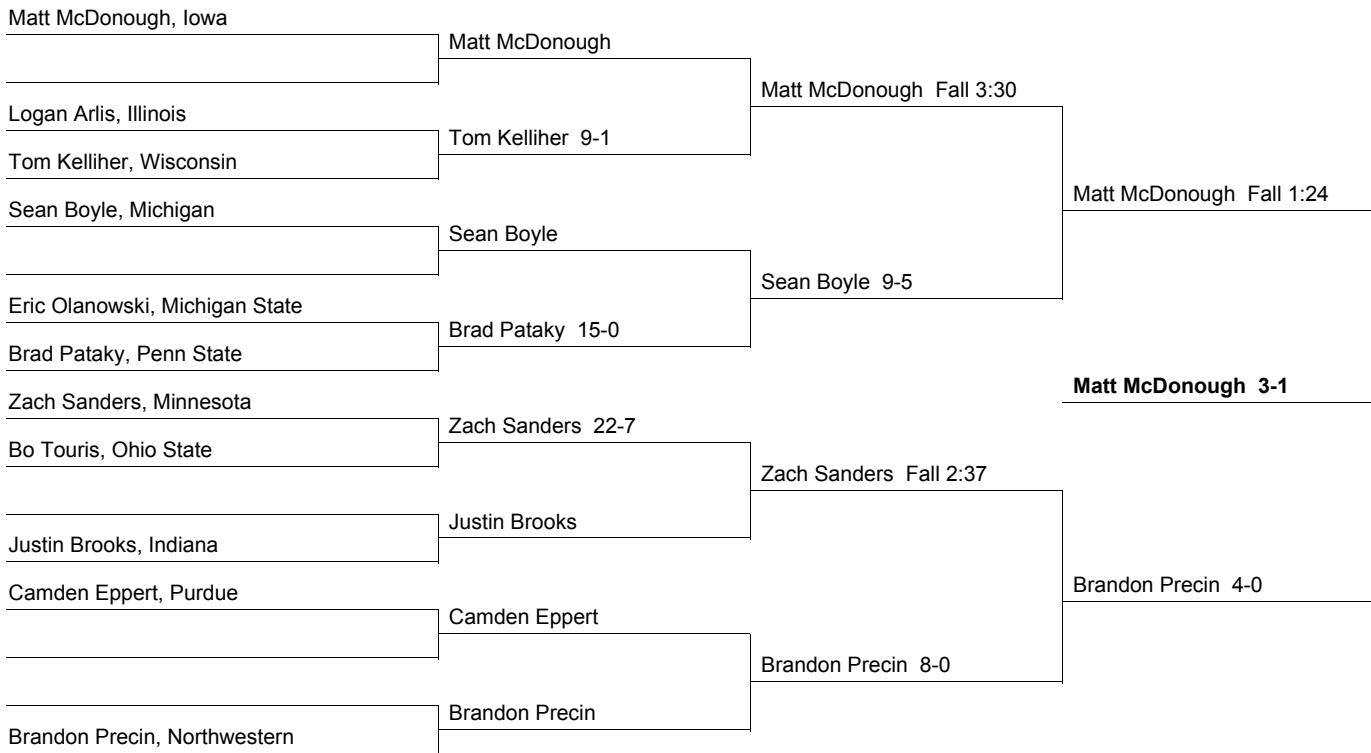 Matt McDonough, Iowa
Logan Arlis, Illinois
Tom Kelliher, Wisconsin
Sean Boyle, Michigan
Eric Olanowski, Michigan State
Brad Pataky, Penn State
Zach Sanders, Minnesota
Bo Touris, Ohio State
Justin Brooks, Indiana
Camden Eppert, Purdue
Brandon Precin, Northwestern
Matt McDonough
Tom Kelliher 9-1
Sean Boyle
Brad Pataky 15-0
Zach Sanders 22-7
Justin Brooks
Camden Eppert
Brandon Precin
Matt McDonough Fall 3:30
Sean Boyle 9-5
Zach Sanders Fall 2:37
Brandon Precin 8-0
Matt McDonough Fall 1:24
Brandon Precin 4-0
Matt McDonough 3-1